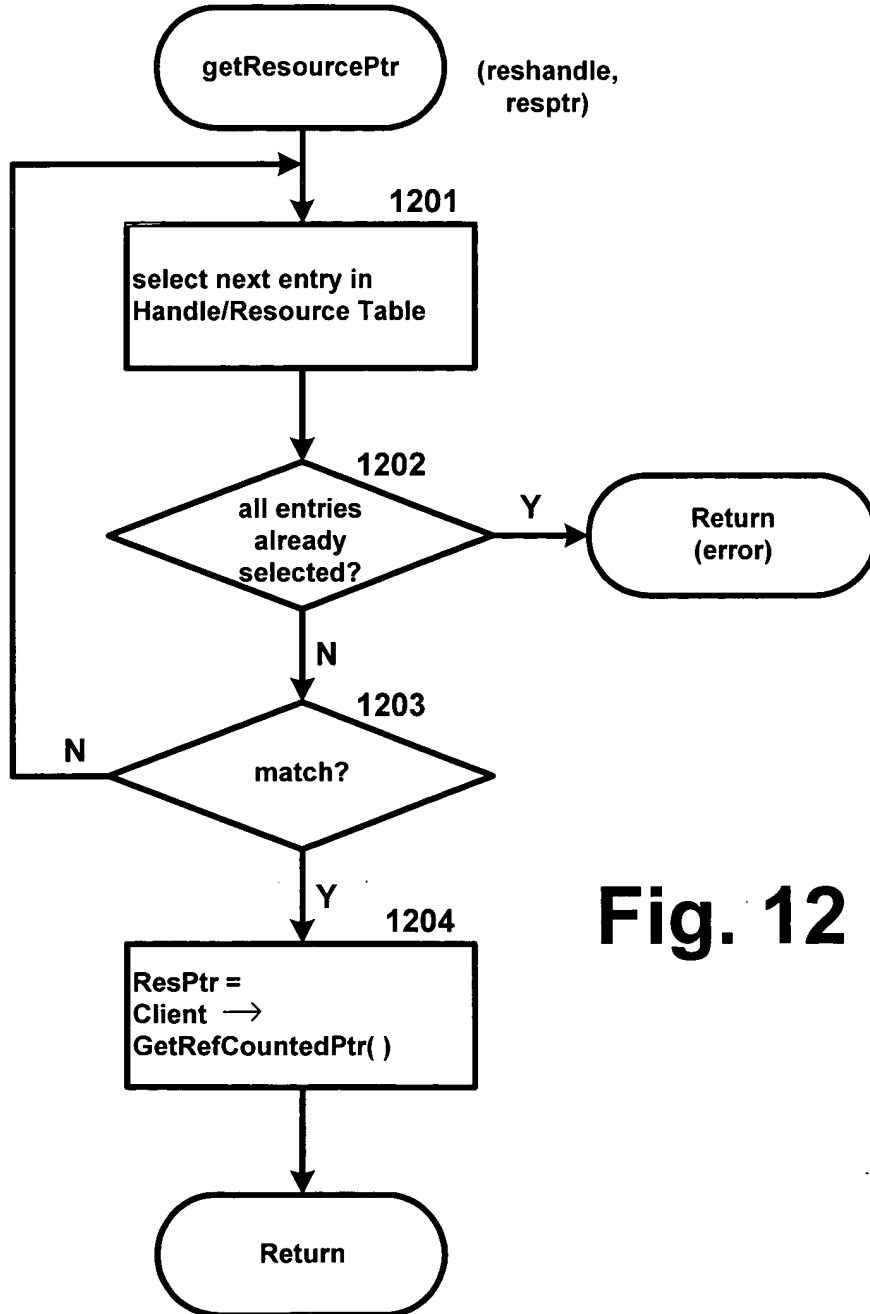 getResourcePtr
(reshandle,
resptr)
1201
select next entry in
Handle/Resource Table
1202
all entries
already
selected?
Y
Return
(error)
N
1203
N
match?
Y
1204
Fig. 12
ResPtr =
Client →
GetRefCountedPtr( )
Return